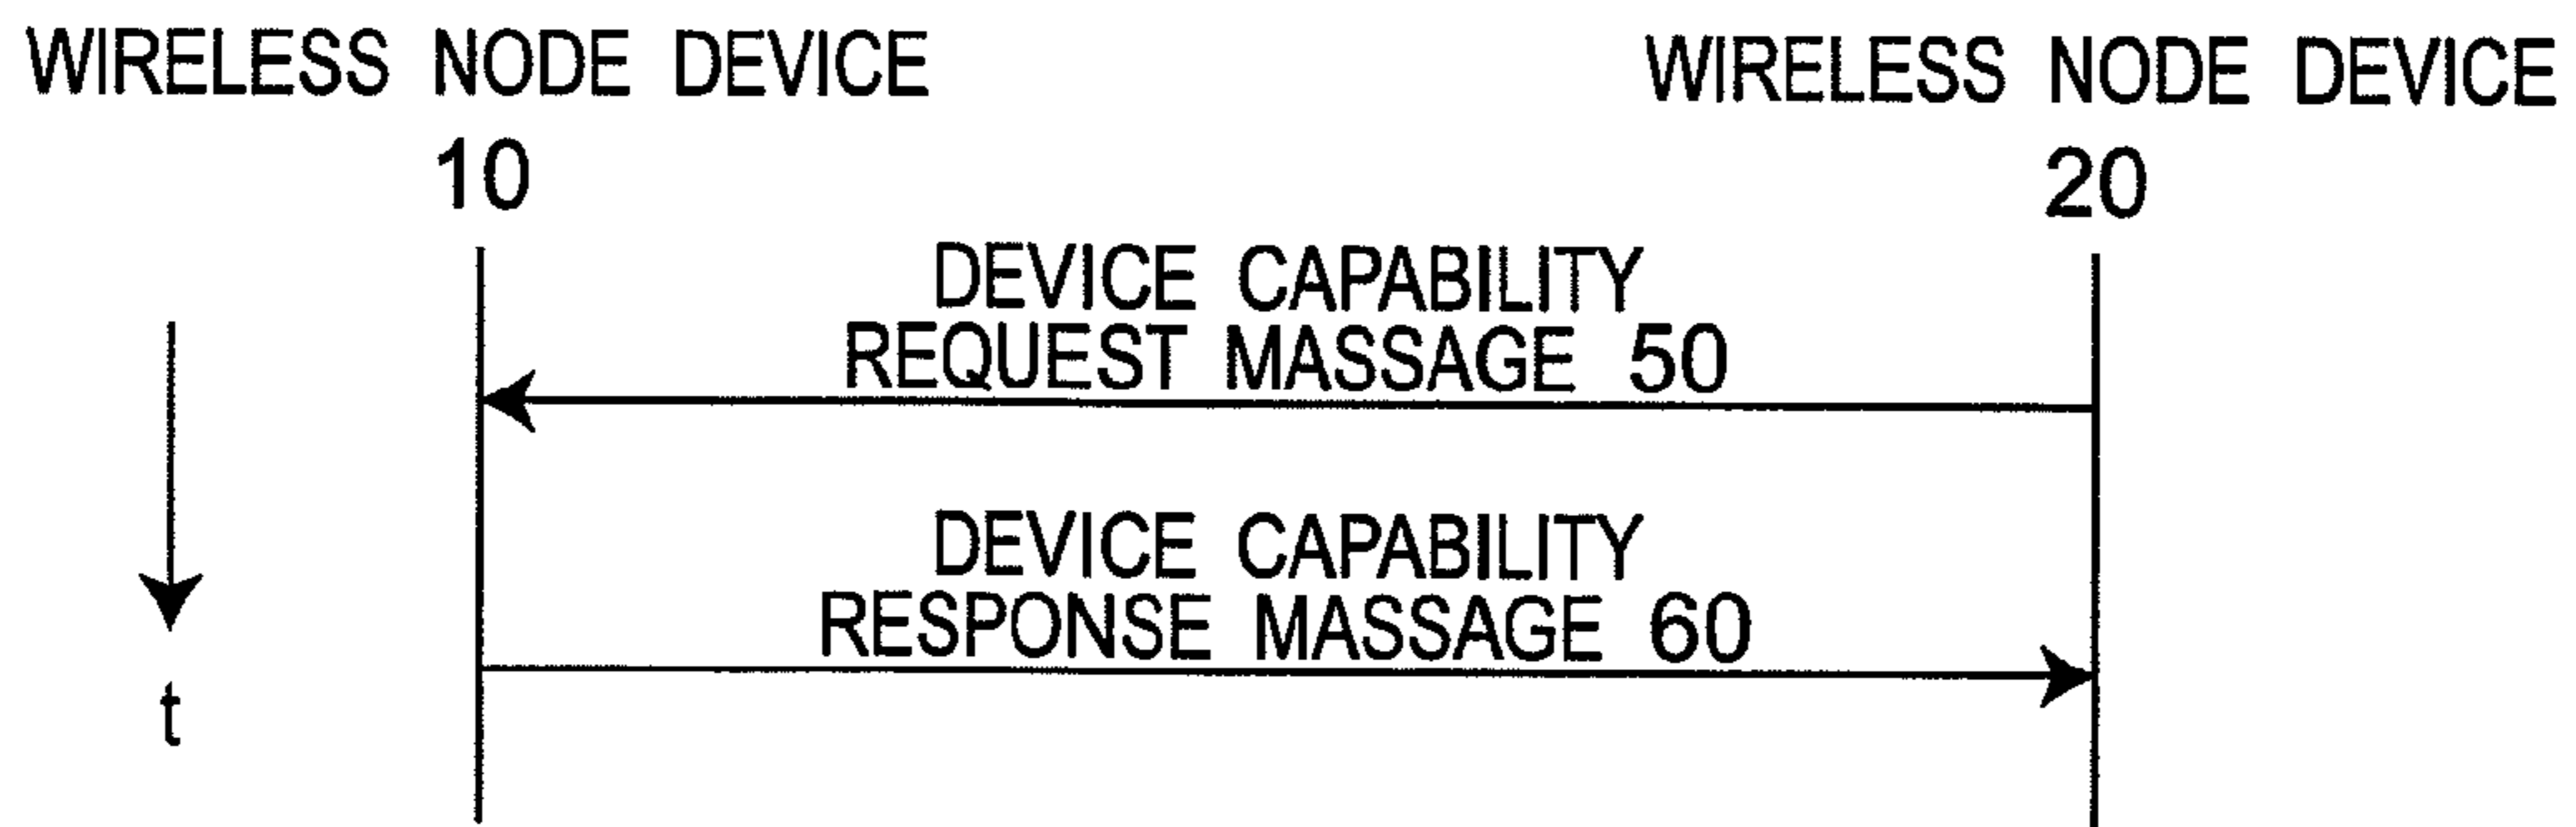 WIRELESS NODE DEVICE
10
WIRELESS NODE DEVICE
20
DEVICE CAPABILITY
REQUEST MASSAGE 50
DEVICE CAPABILITY
RESPONSE MASSAGE 60
t